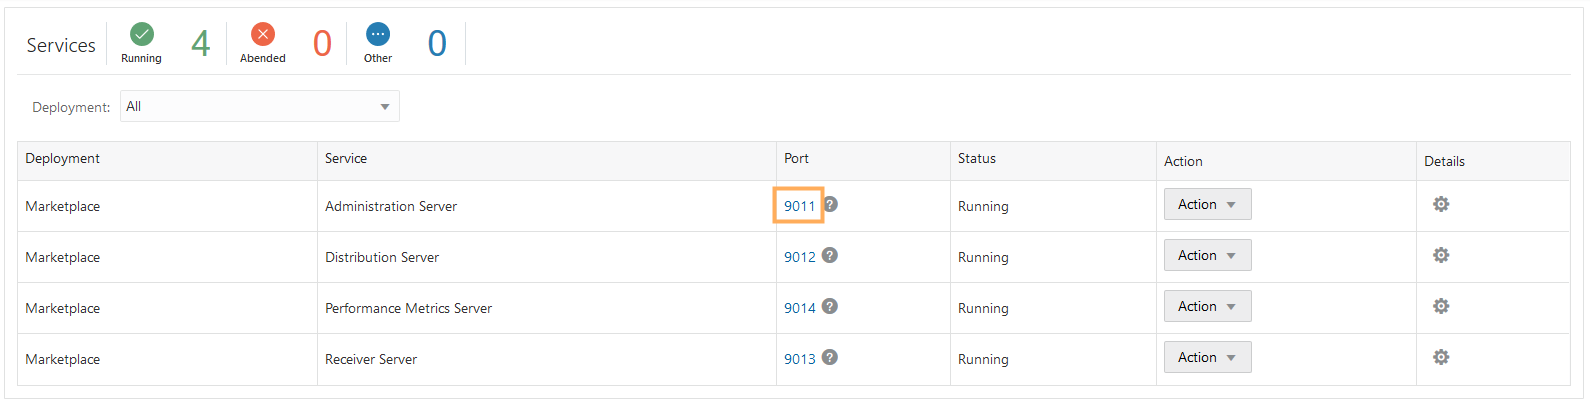 Services Running 4 Abended 0 Other 0
Deployment: All
Deployment Service Port Status Action Details
Marketplace Administration Server 9011 ? Running Action
Marketplace Distribution Server 9012 ? Running Action
Marketplace Performance Metrics Server 9014 ? Running Action
Marketplace Receiver Server 9013 ? Running Action